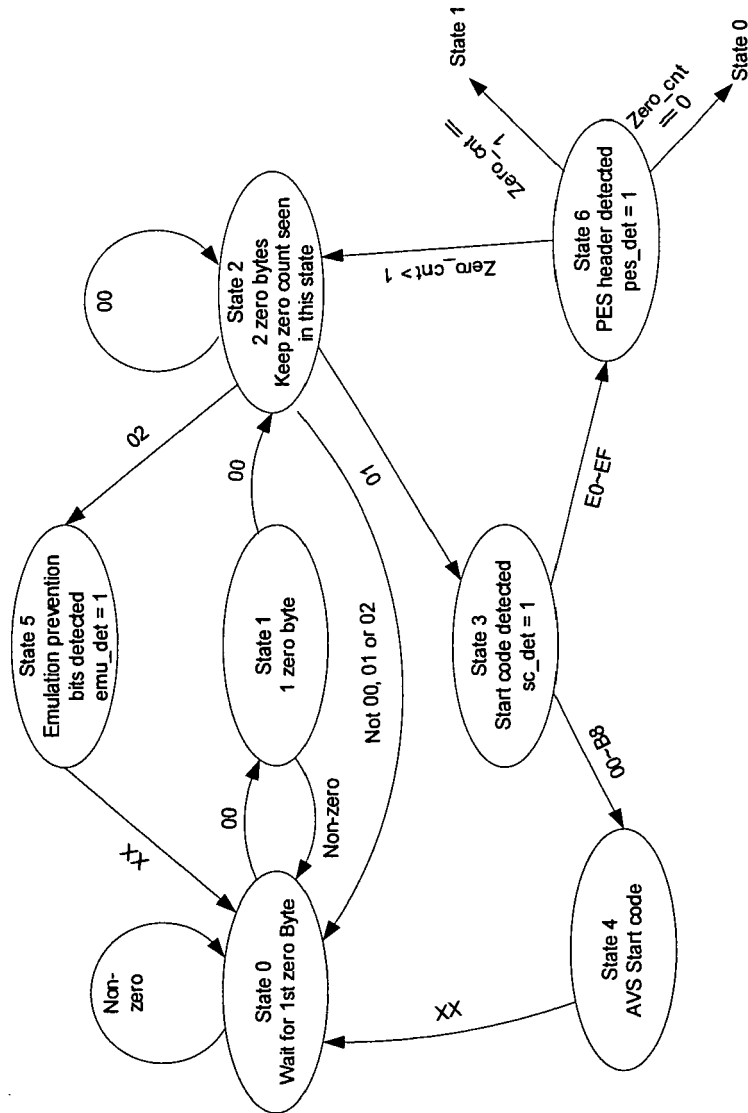 Non-
zero
State 0
Wait for 1st zero Byte
XX
00
Non-zero
State 5
Emulation prevention
bits detected
emu_det = 1
State 1
1 zero byte
00
02
Not 00, 01 or 02
00
State 2
2 zero bytes
Keep zero count seen
in this state
01
State 3
Start code detected
sc_det = 1
XX
State 4
AVS Start code
00~B8
E0~EF
Zero_cnt > 1
State 6
PES header detected
pes_det = 1
Zero_cnt ==
1
State 1
Zero_cnt
== 0
State 0